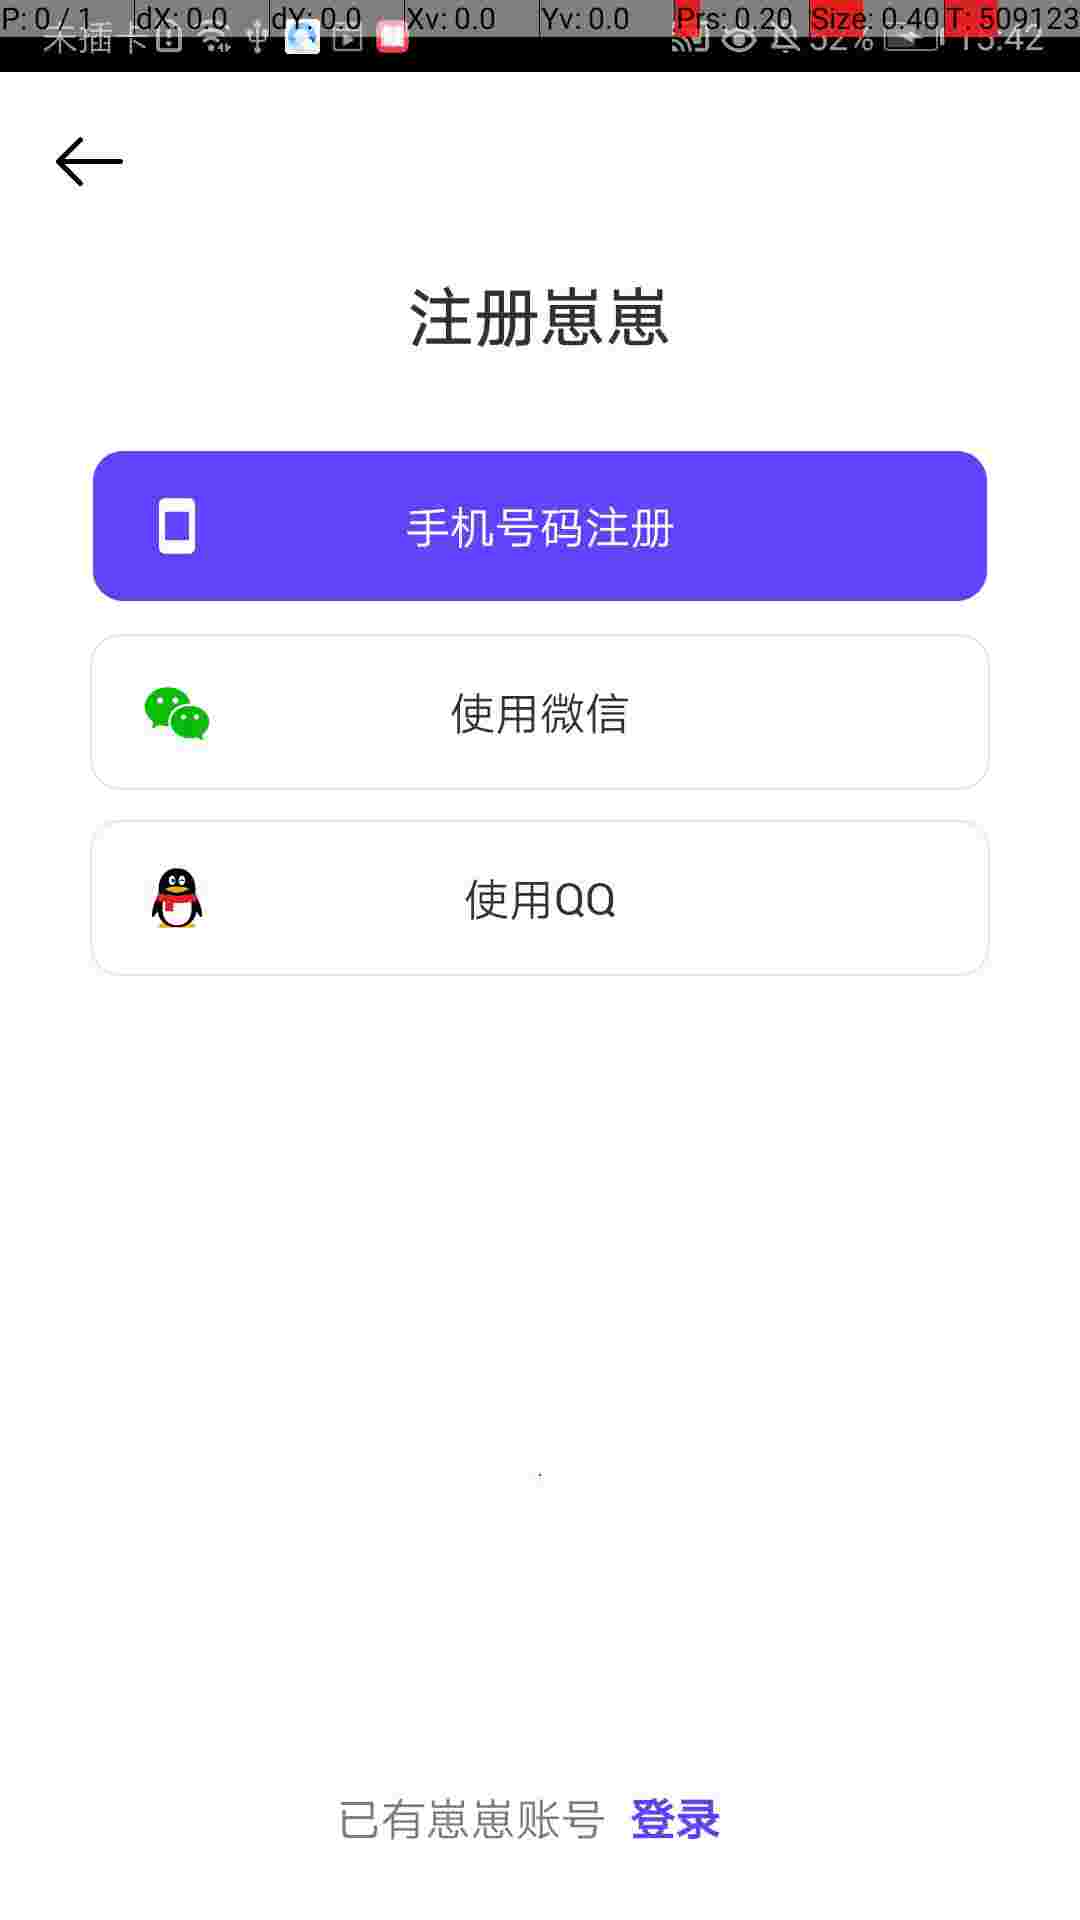 P: 0 / 1 dX: 0.0 dY: 0.0 Xv: 0.0 Yv: 0.0 Prs: 0.20 Size: 0.40 T: 509123
未插卡 52% 15:42
注册崽崽
手机号码注册
使用微信
使用QQ
已有崽崽账号 登录